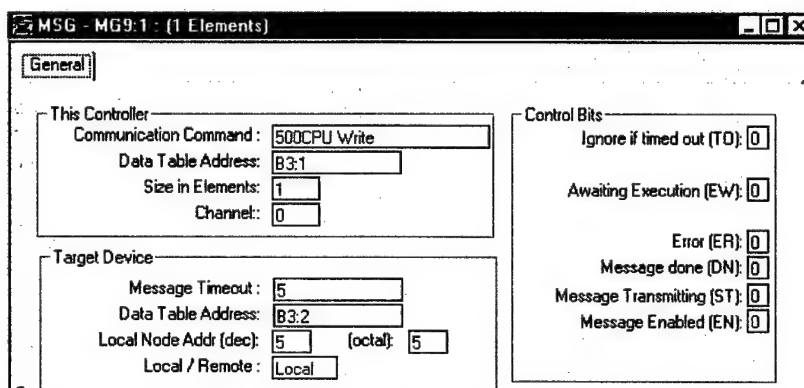 MSG - MG9:1 : (1 Elements)
General
This Controller
Communication Command : 500CPU Write
Data Table Address: B3:1
Size in Elements: 1
Channel:: 0
Target Device
Message Timeout : 5
Data Table Address: B3:2
Local Node Addr (dec): 5 (octal): 5
Local / Remote : Local
Control Bits
Ignore if timed out (TO): 0
Awaiting Execution (EW): 0
Error (ER): 0
Message done (DN): 0
Message Transmitting (ST): 0
Message Enabled (EN): 0